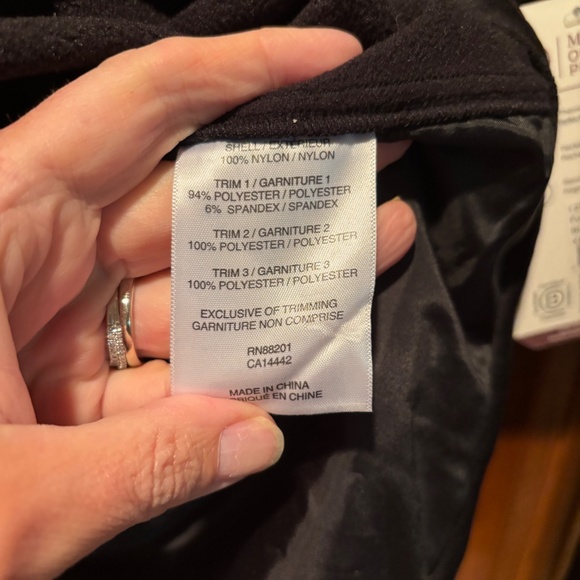 SHELL / EXTERIEUR
100% NYLON / NYLON
TRIM 1 / GARNITURE 1
94% POLYESTER / POLYESTER
6% SPANDEX / SPANDEX
TRIM 2 / GARNITURE 2
100% POLYESTER / POLYESTER
TRIM 3 / GARNITURE 3
100% POLYESTER / POLYESTER
EXCLUSIVE OF TRIMMING
GARNITURE NON COMPRISE
RN88201
CA14442
MADE IN CHINA
BRIQUÉ EN CHINE